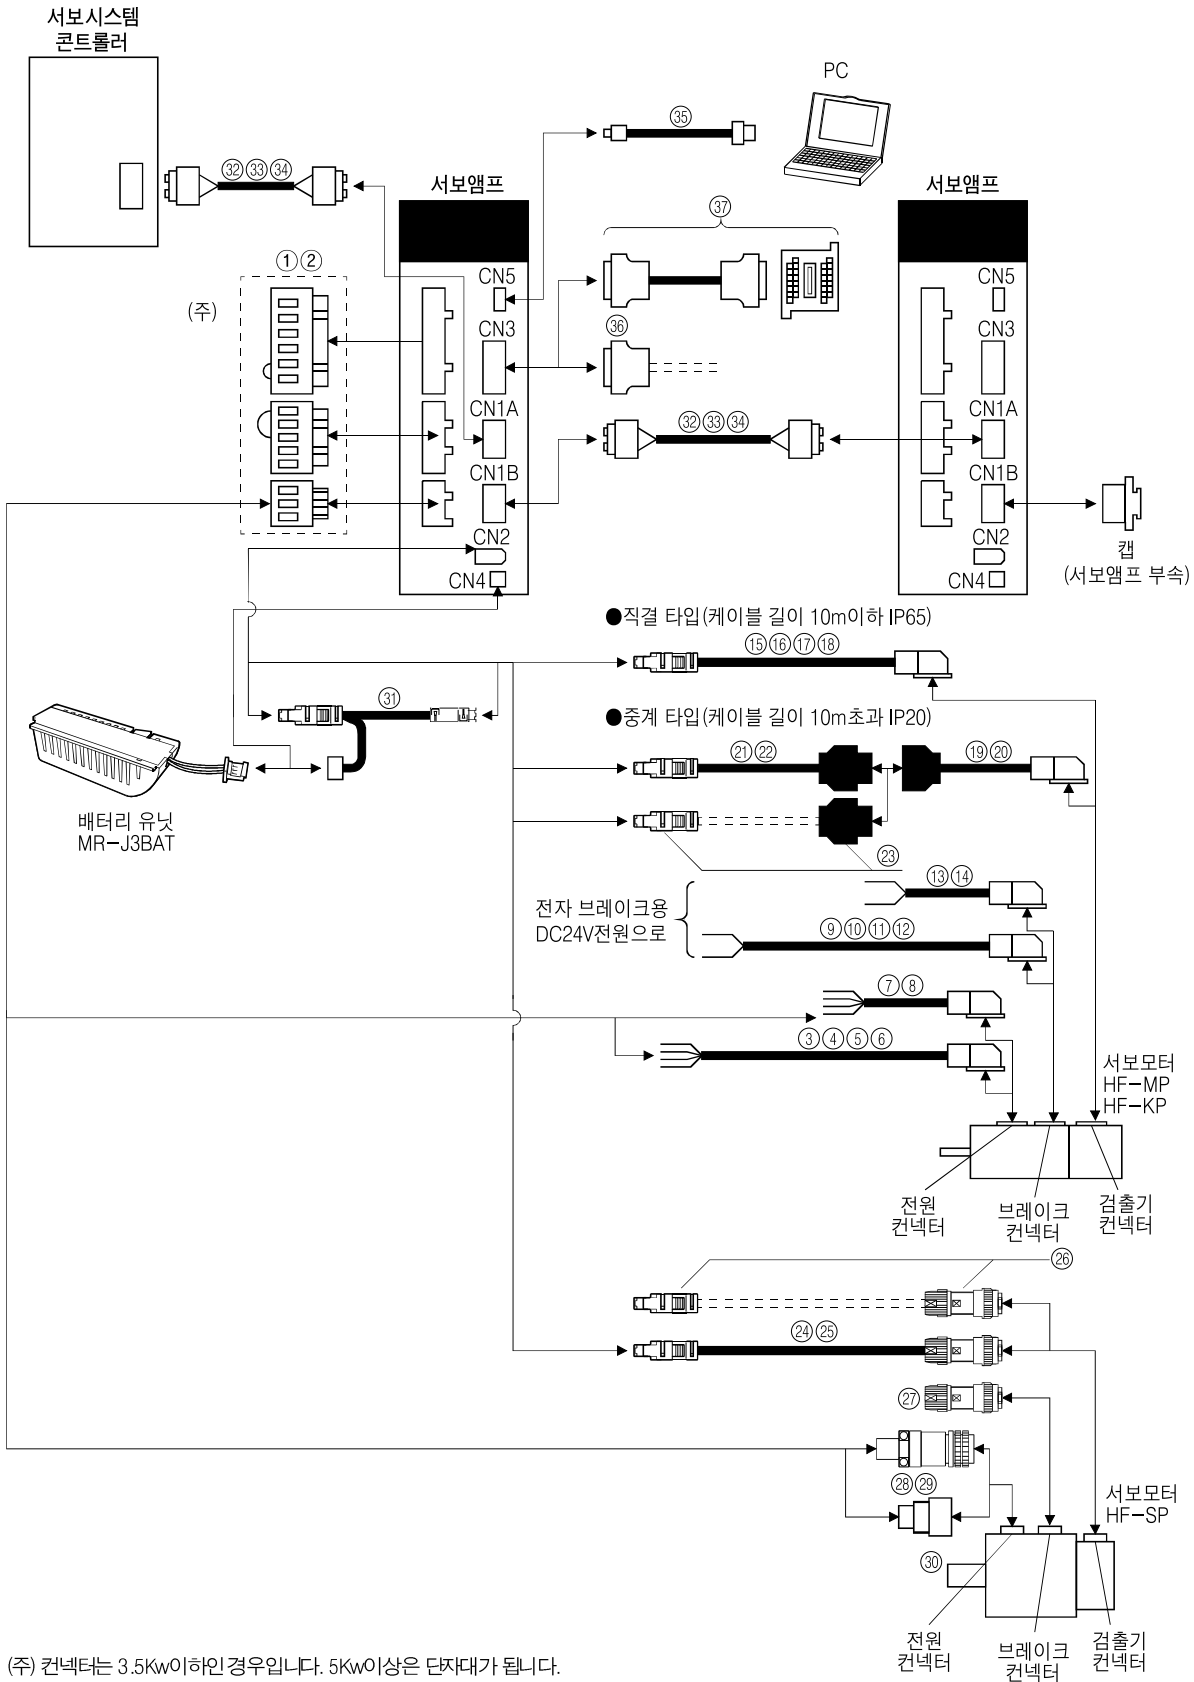 서보시스템
콘트롤러
PC
㉟
㉜㉝㉞
서보앰프
서보앰프
㊲
①②
(주)
CN5
CN5
CN3
㊱
CN3
CN1A
㉜㉝㉞
CN1A
CN1B
CN1B
CN2
CN2
캡
(서보앰프 부속)
CN4
CN4
●직결 타입(케이블 길이 10m이하 IP65)
⑮⑯⑰⑱
㉛
●중계 타입(케이블 길이 10m초과 IP20)
㉑㉒
⑲⑳
배터리 유닛
MR-J3BAT
㉓
⑬⑭
전자 브레이크용
DC24V전원으로
⑨⑩⑪⑫
⑦⑧
③④⑤⑥
서보모터
HF-MP
HF-KP
전원
컨넥터
브레이크
컨넥터
검출기
컨넥터
㉖
㉔㉕
㉗
㉘㉙
서보모터
HF-SP
㉚
전원
컨넥터
브레이크
컨넥터
검출기
컨넥터
(주) 컨넥터는 3.5Kw이하인 경우입니다. 5Kw이상은 단자대가 됩니다.